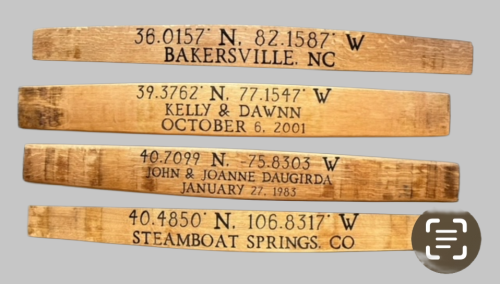 36.0157° N, 82.1587° W
BAKERSVILLE, NC
39.3762° N, 77.1547° W
KELLY & DAWNN
OCTOBER 6, 2001
40.7099 N, -75.8303 W
JOHN & JOANNE DAUGIRDA
JANUARY 27, 1983
40.4850° N, 106.8317° W
STEAMBOAT SPRINGS, CO